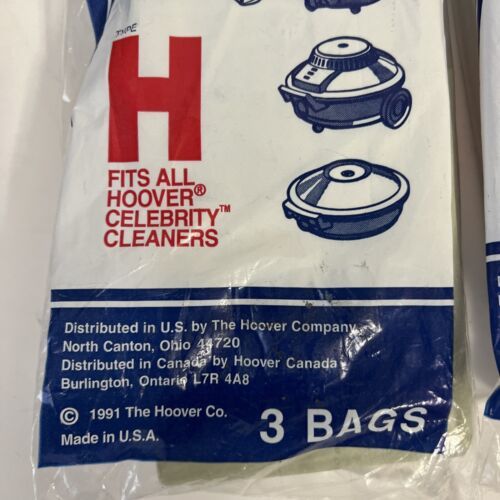 TYPE
H
FITS ALL
HOOVER®
CELEBRITY™
CLEANERS
Distributed in U.S. by The Hoover Company
North Canton, Ohio 44720
Distributed in Canada by Hoover Canada
Burlington, Ontario L7R 4A8
© 1991 The Hoover Co.
Made in U.S.A.
3 BAGS